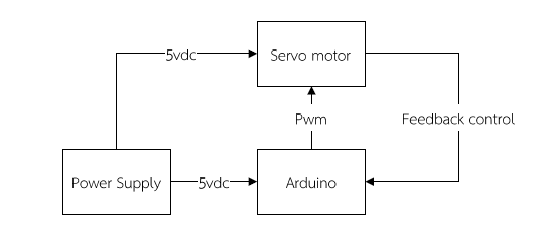 5vdc
Servo motor
Pwm
Feedback control
Power Supply
5vdc
Arduino